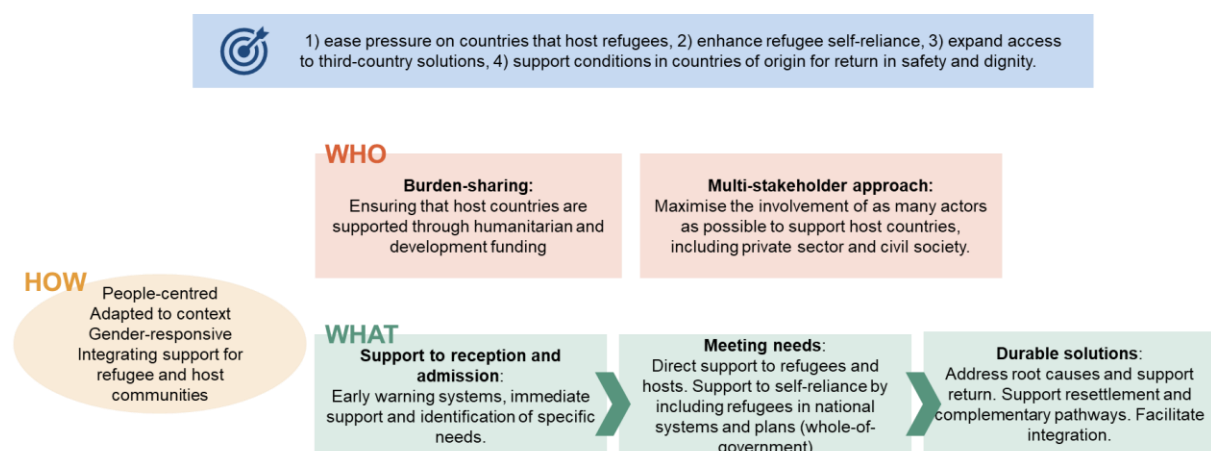 1) ease pressure on countries that host refugees, 2) enhance refugee self-reliance, 3) expand access
to third-country solutions, 4) support conditions in countries of origin for return in safety and dignity.
WHO
Burden-sharing:
Ensuring that host countries are
supported through humanitarian and
development funding
Multi-stakeholder approach:
Maximise the involvement of as many actors
as possible to support host countries,
including private sector and civil society.
HOW
People-centred
Adapted to context
Gender-responsive
Integrating support for
refugee and host
communities
WHAT
Support to reception and
admission:
Early warning systems, immediate
support and identification of specific
needs.
Meeting needs:
Direct support to refugees and
hosts. Support to self-reliance by
including refugees in national
systems and plans (whole-of-
government)
Durable solutions:
Address root causes and support
return. Support resettlement and
complementary pathways. Facilitate
integration.